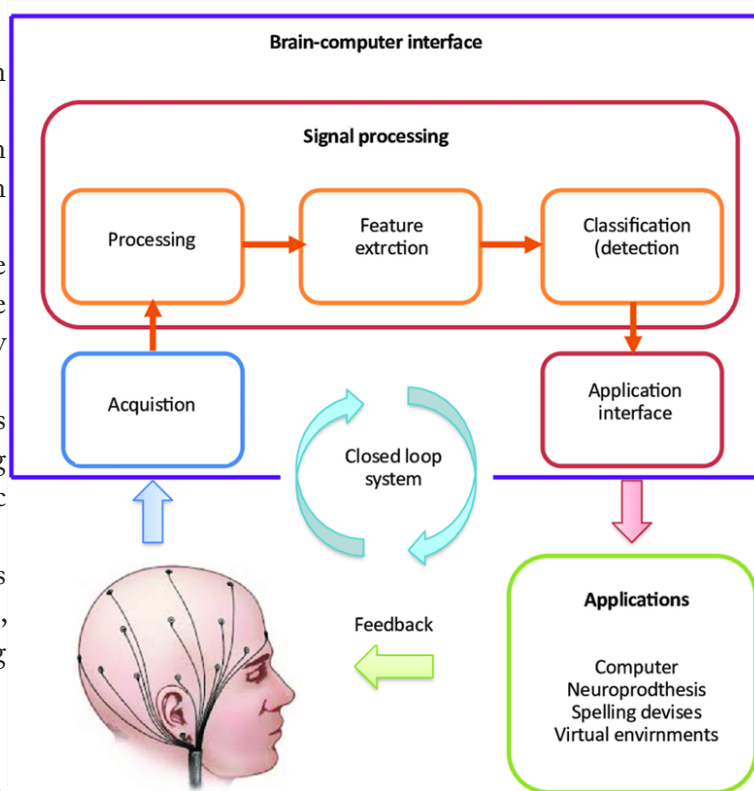 Brain-computer interface
Signal processing
Processing
Feature
extrction
Classification
(detection
Acquistion
Application
interface
Closed loop
system
Feedback
Applications
Computer
Neuroprodthesis
Spelling devises
Virtual envirnments